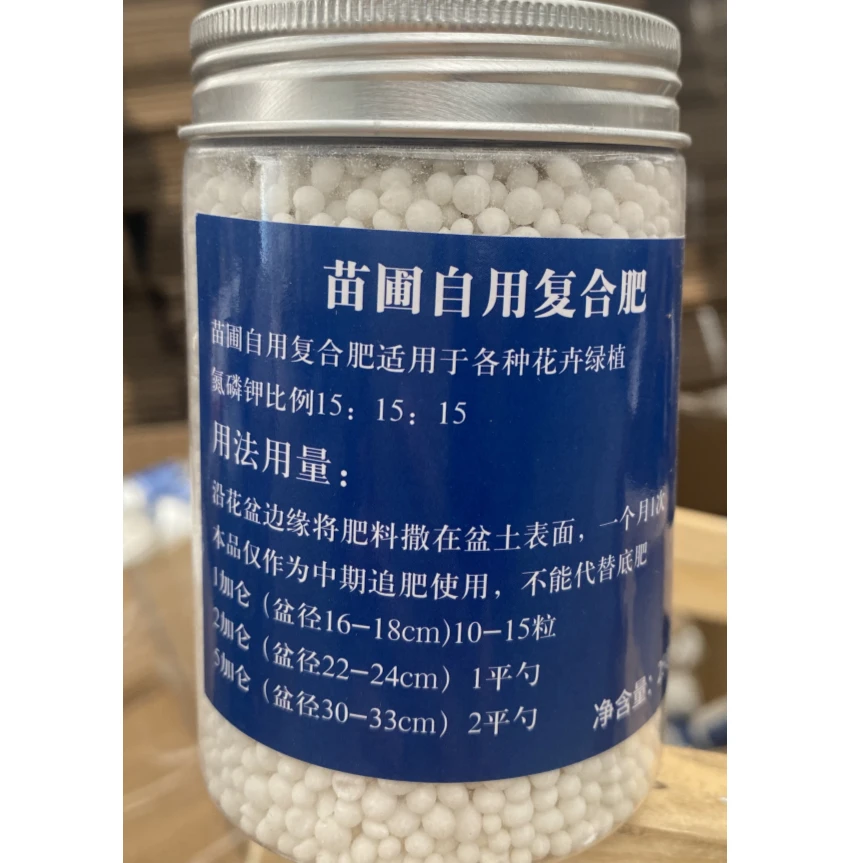 苗圃自用复合肥
苗圃自用复合肥适用于各种花卉绿植
氮磷钾比例15：15：15
用法用量：
沿花盆边缘将肥料撒在盆土表面，一个月1次
本品仅作为中期追肥使用，不能代替底肥
1加仑（盆径16-18cm)10-15粒
2加仑（盆径22-24cm）1平勺
5加仑（盆径30-33cm）2平勺
净含量：